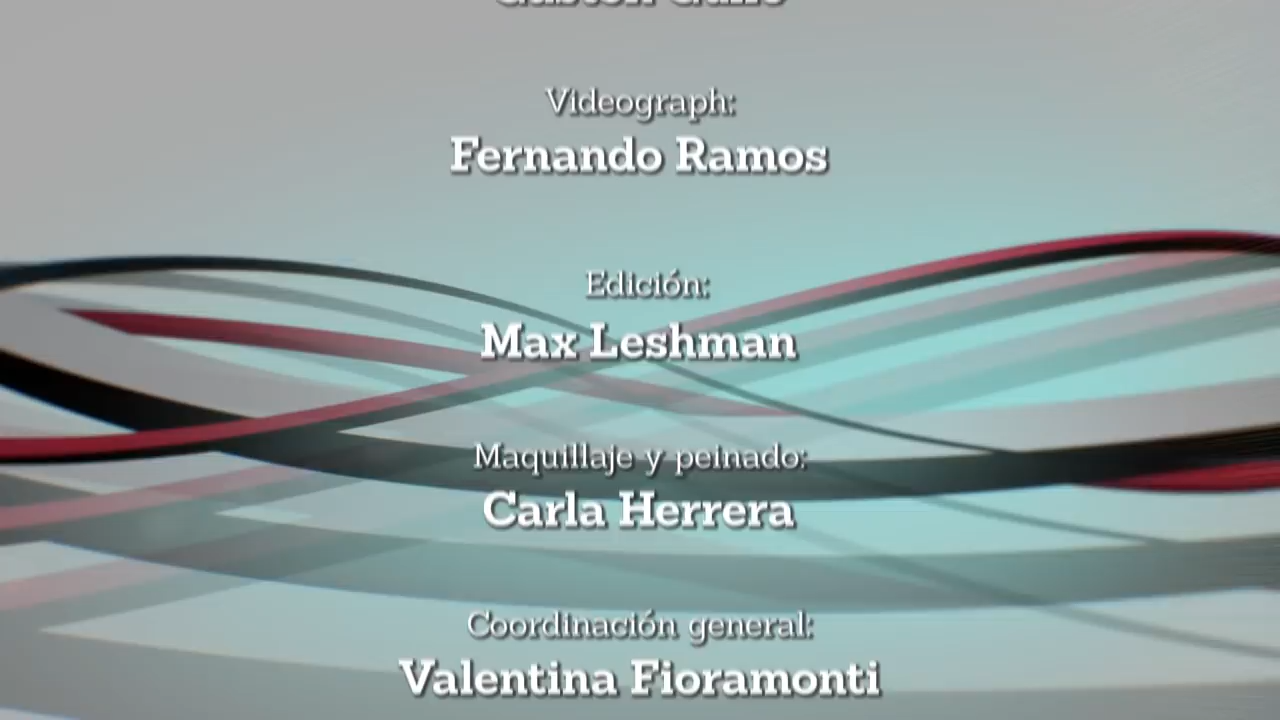 Videograph:
Fernando Ramos
Edición:
Max Leshman
Maquillaje y peinado:
Carla Herrera
Coordinación general:
Valentina Fioramonti